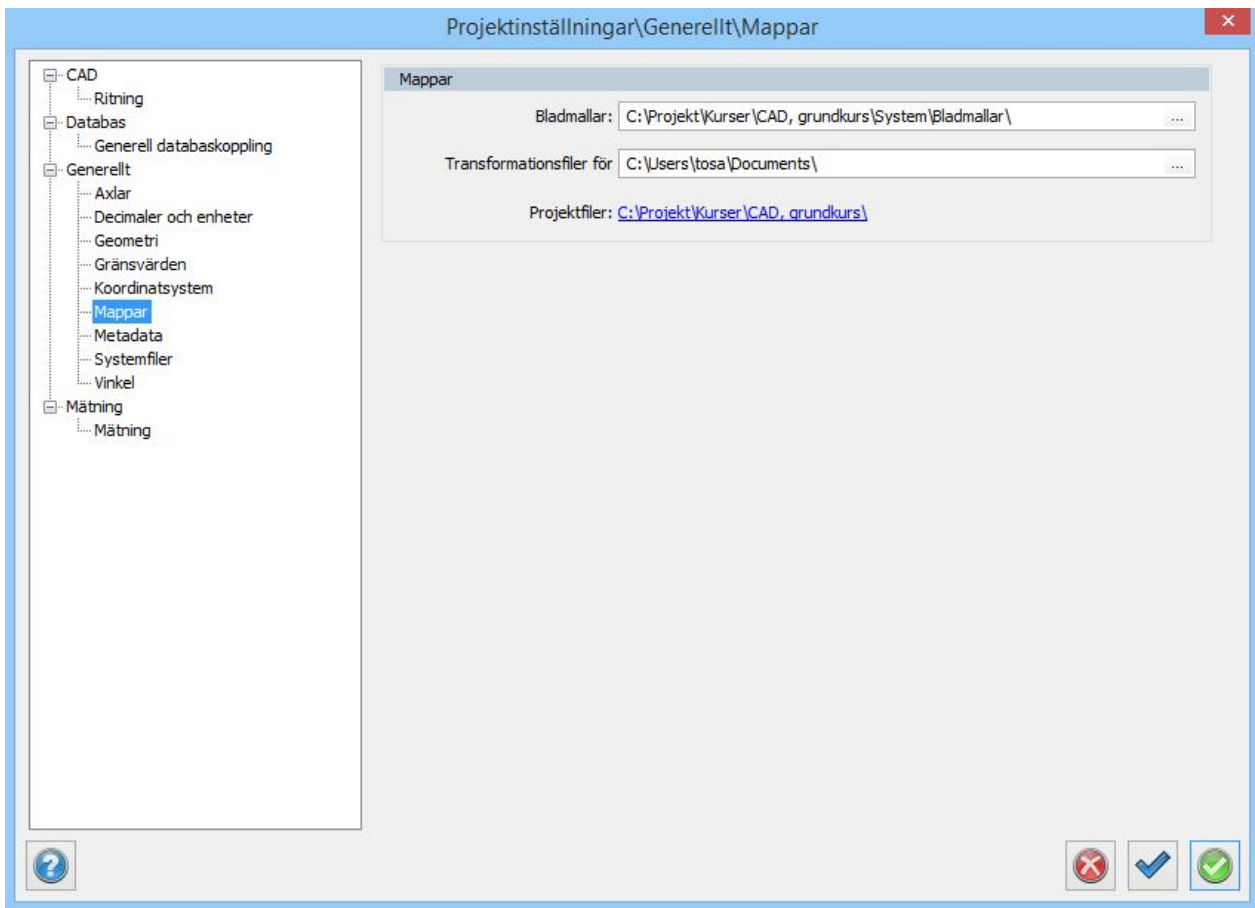 Projektinställningar\Generellt\Mappar
CAD
Ritning
Databas
Generell databaskoppling
Generellt
Axlar
Decimaler och enheter
Geometri
Gränsvärden
Koordinatsystem
Mappar
Metadata
Systemfiler
Vinkel
Mätning
Mätning
Mappar
Bladmallar: C:\Projekt\Kurser\CAD, grundkurs\System\Bladmallar\ ...
Transformationsfiler för C:\Users\tosa\Documents\ ...
Projektfiler: C:\Projekt\Kurser\CAD, grundkurs\